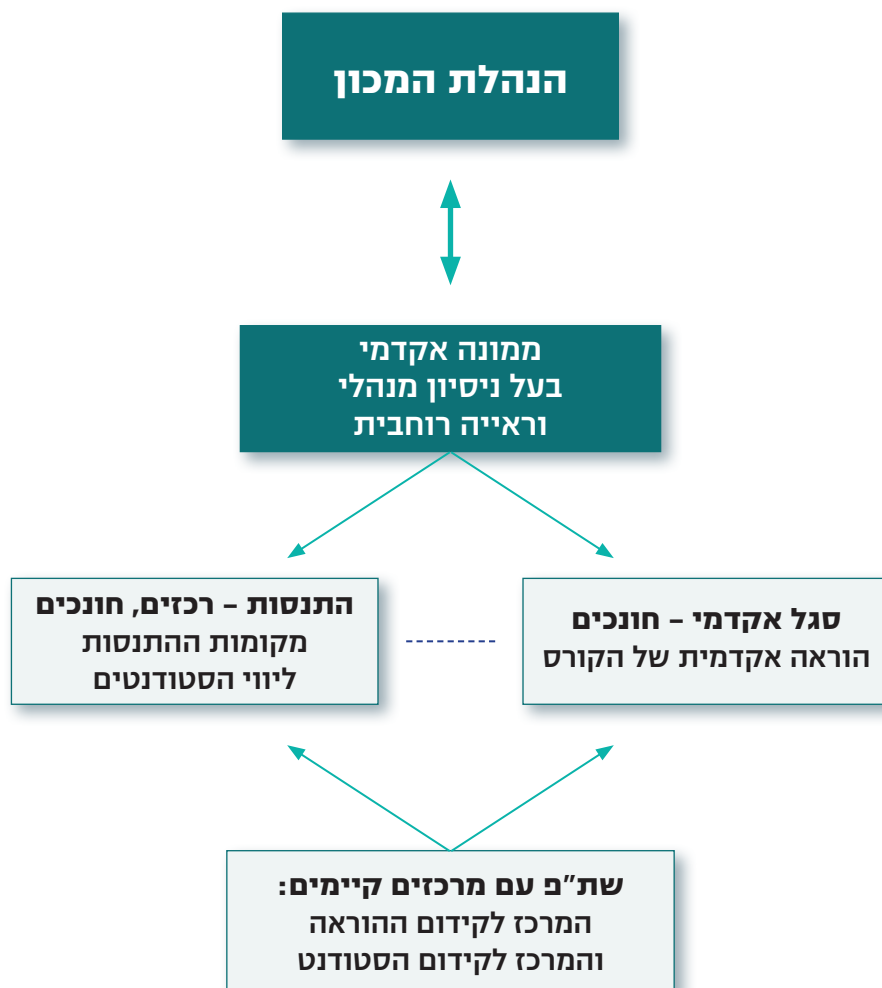 הנהלת המכון
ממונה אקדמי
בעל ניסיון מנהלי
וראייה רוחבית
סגל אקדמי – חונכים
הוראה אקדמית של הקורס
התנסות – רכזים, חונכים
מקומות ההתנסות
ליווי הסטודנטים
שת"פ עם מרכזים קיימים:
המרכז לקידום ההוראה
והמרכז לקידום הסטודנט